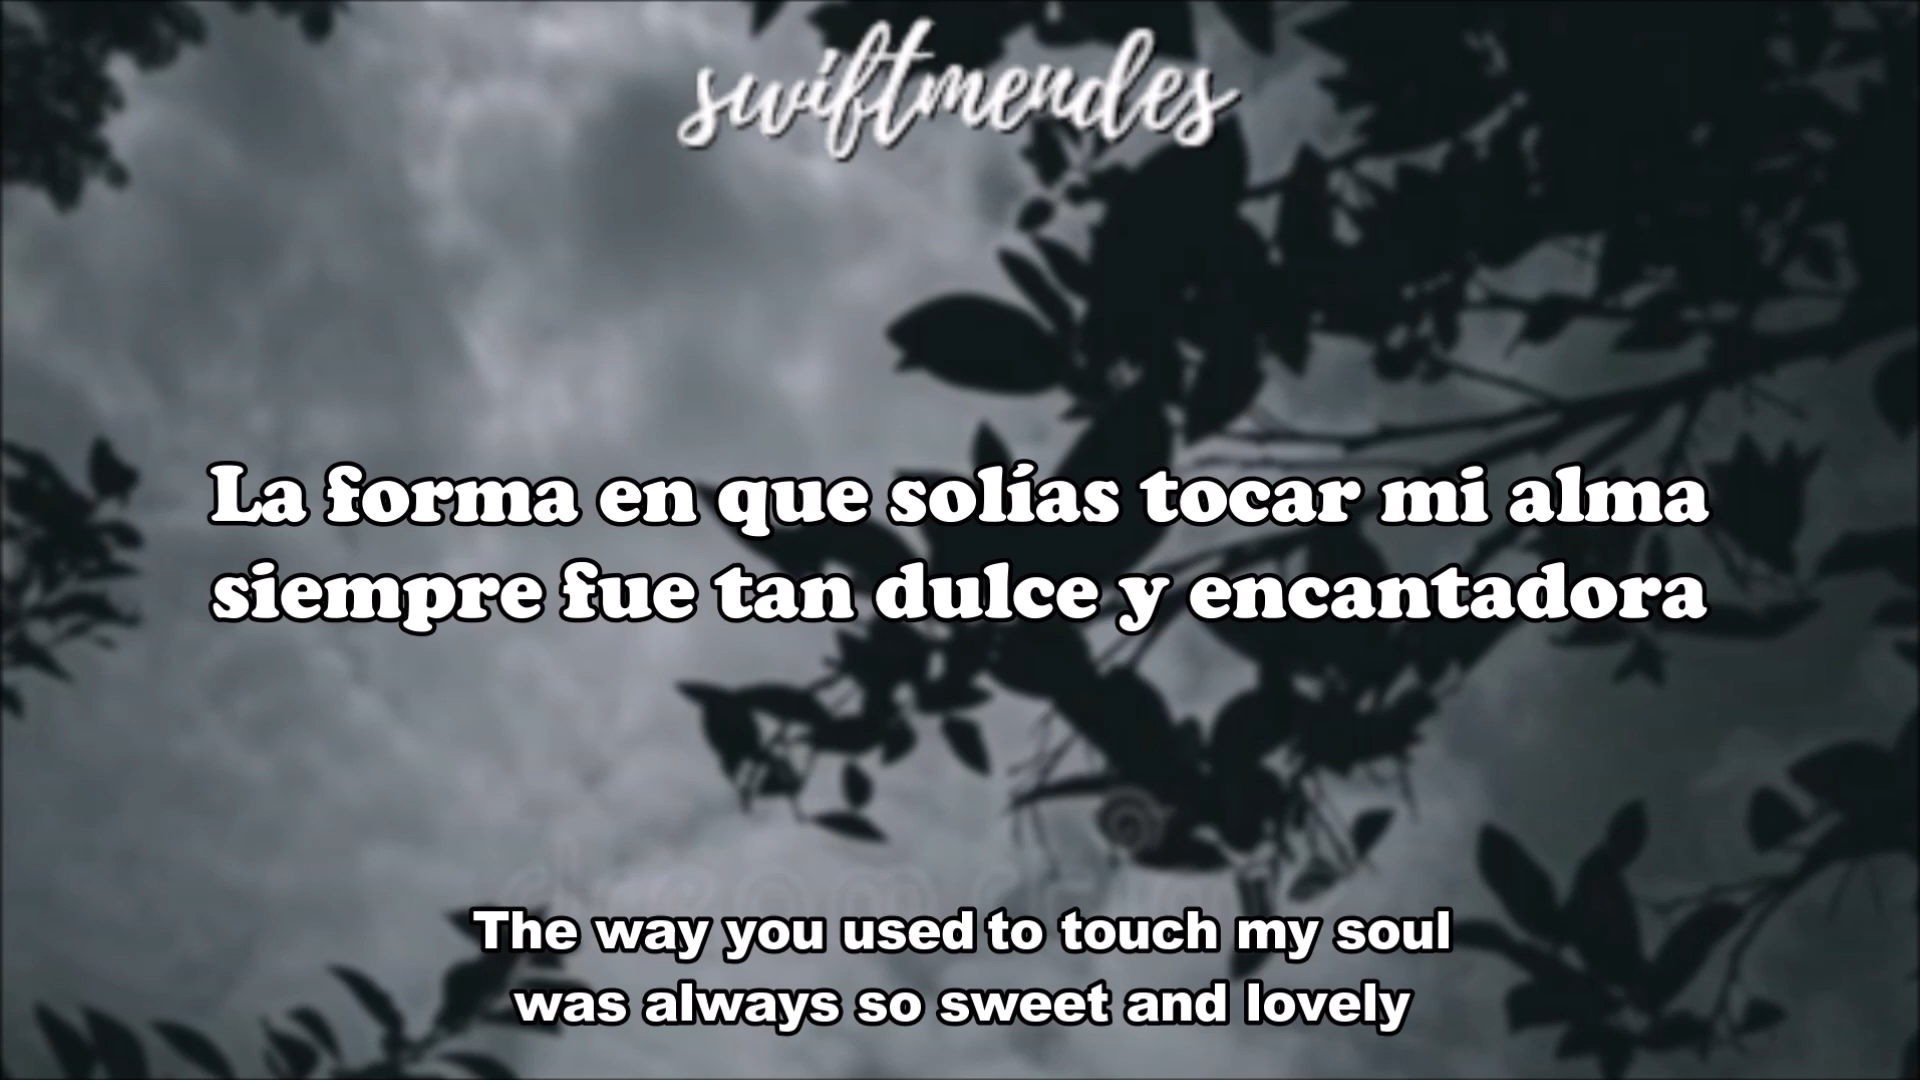 swiftmendes
La forma en que solías tocar mi alma
siempre fue tan dulce y encantadora
The way you used to touch my soul
was always so sweet and lovely